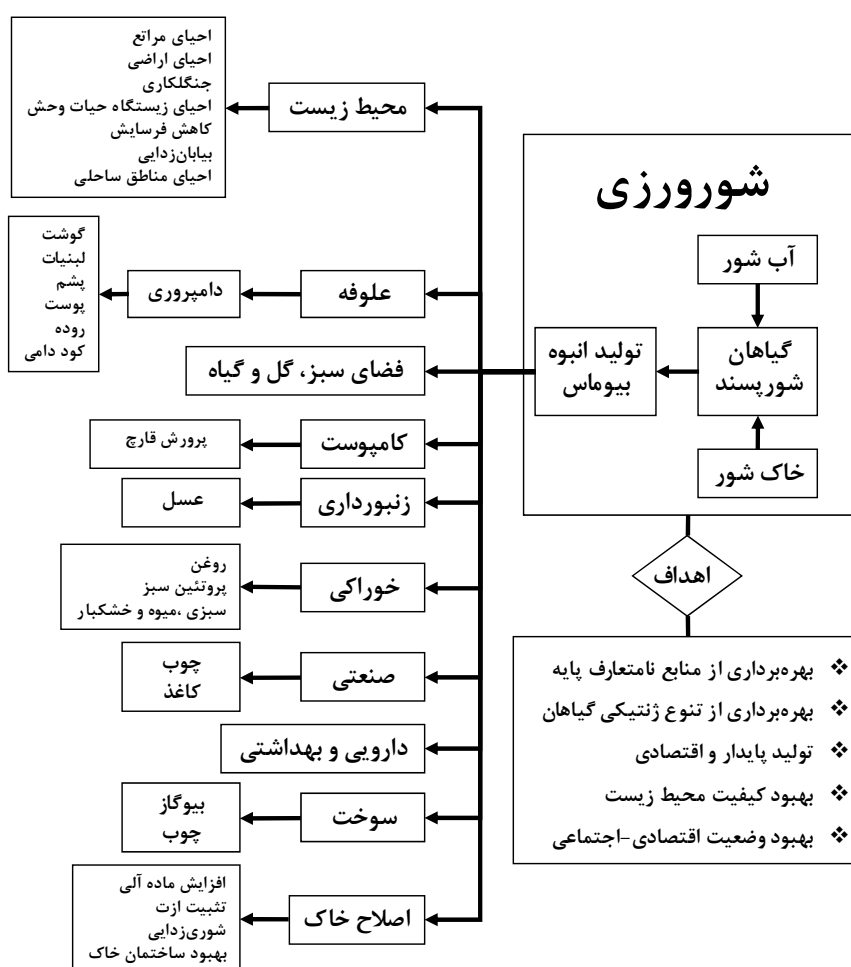 شورورزی
آب شور
گیاهان
شورپسند
خاک شور
تولید انبوه
بیوماس
اهداف
❖ بهره‌برداری از منابع نامتعارف پایه
❖ بهره‌برداری از تنوع ژنتیکی گیاهان
❖ تولید پایدار و اقتصادی
❖ بهبود کیفیت محیط زیست
❖ بهبود وضعیت اقتصادی-اجتماعی
محیط زیست
احیای مراتع
احیای اراضی
جنگلکاری
احیای زیستگاه حیات وحش
کاهش فرسایش
بیابان‌زدایی
احیای مناطق ساحلی
علوفه
دامپروری
گوشت
لبنیات
پشم
پوست
روده
کود دامی
فضای سبز، گل و گیاه
کامپوست
پرورش قارچ
زنبورداری
عسل
خوراکی
روغن
پروتئین سبز
سبزی ،میوه و خشکبار
صنعتی
چوب
کاغذ
دارویی و بهداشتی
سوخت
بیوگاز
چوب
اصلاح خاک
افزایش ماده آلی
تثبیت ازت
شوری‌زدایی
بهبود ساختمان خاک